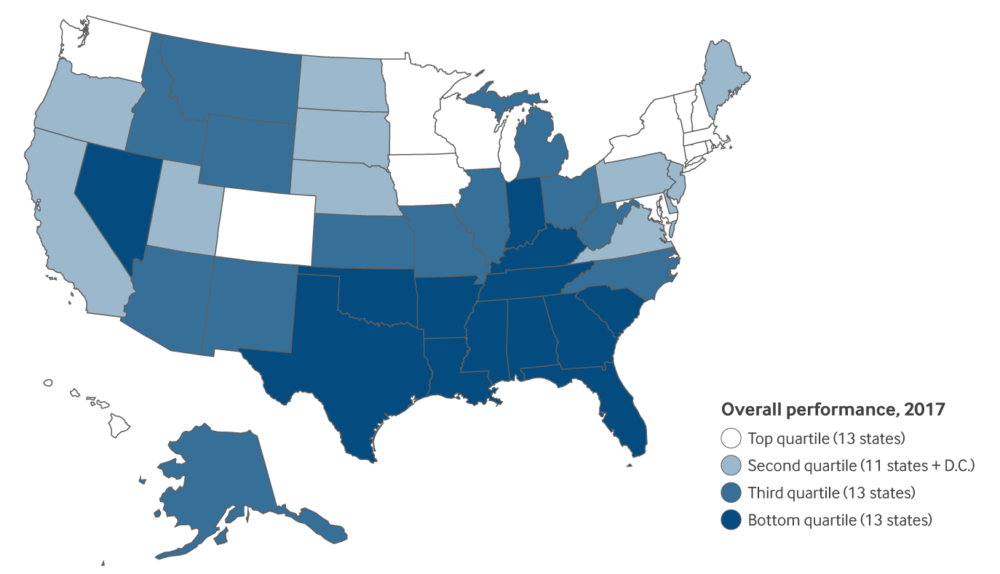 Overall performance, 2017
Top quartile (13 states)
Second quartile (11 states + D.C.)
Third quartile (13 states)
Bottom quartile (13 states)